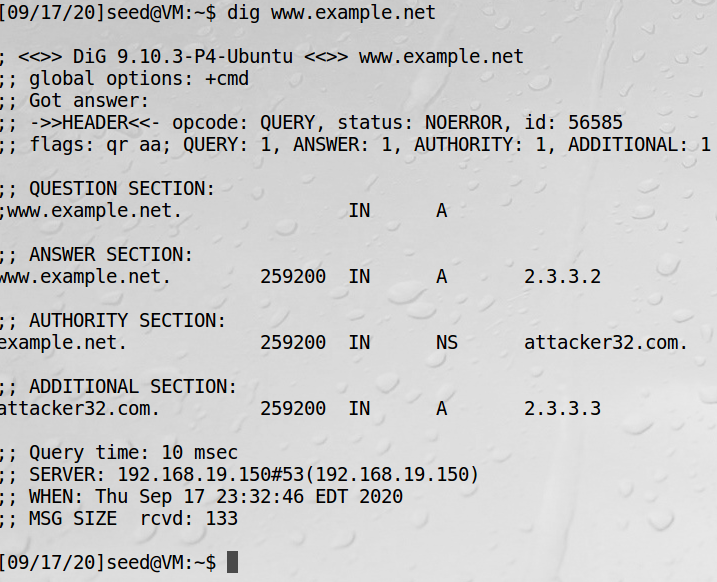 [09/17/20]seed@VM:~$ dig www.example.net
; <<>> DiG 9.10.3-P4-Ubuntu <<>> www.example.net
;; global options: +cmd
;; Got answer:
;; ->>HEADER<<- opcode: QUERY, status: NOERROR, id: 56585
;; flags: qr aa; QUERY: 1, ANSWER: 1, AUTHORITY: 1, ADDITIONAL: 1
;; QUESTION SECTION:
;www.example.net. IN A
;; ANSWER SECTION:
www.example.net. 259200 IN A 2.3.3.2
;; AUTHORITY SECTION:
example.net. 259200 IN NS attacker32.com.
;; ADDITIONAL SECTION:
attacker32.com. 259200 IN A 2.3.3.3
;; Query time: 10 msec
;; SERVER: 192.168.19.150#53(192.168.19.150)
;; WHEN: Thu Sep 17 23:32:46 EDT 2020
;; MSG SIZE rcvd: 133
[09/17/20]seed@VM:~$